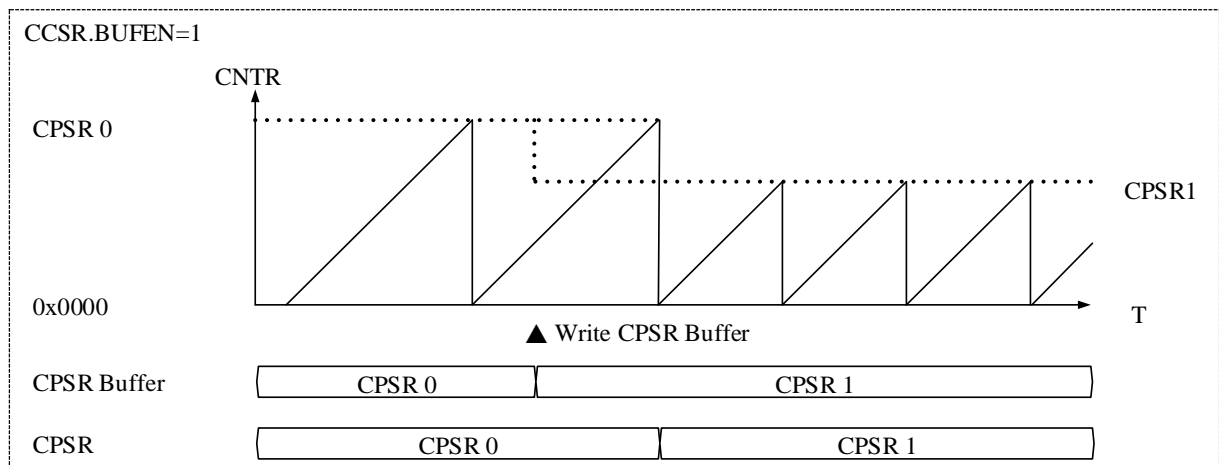 CCSR.BUFEN=1
CNTR
CPSR 0
CPSR1
0x0000
T
▲ Write CPSR Buffer
CPSR Buffer CPSR 0 CPSR 1
CPSR CPSR 0 CPSR 1